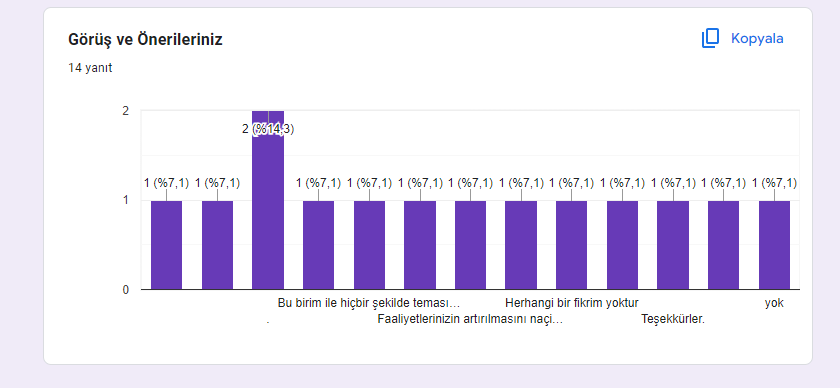 Görüş ve Önerileriniz
Kopyala
14 yanıt
2
1
0
1 (%7,1) 1 (%7,1) 2 (%14,3) 1 (%7,1) 1 (%7,1) 1 (%7,1) 1 (%7,1) 1 (%7,1) 1 (%7,1) 1 (%7,1) 1 (%7,1) 1 (%7,1) 1 (%7,1)
Bu birim ile hiçbir şekilde teması… Herhangi bir fikrim yoktur yok
. Faaliyetlerinizin artırılmasını naçi… Teşekkürler.